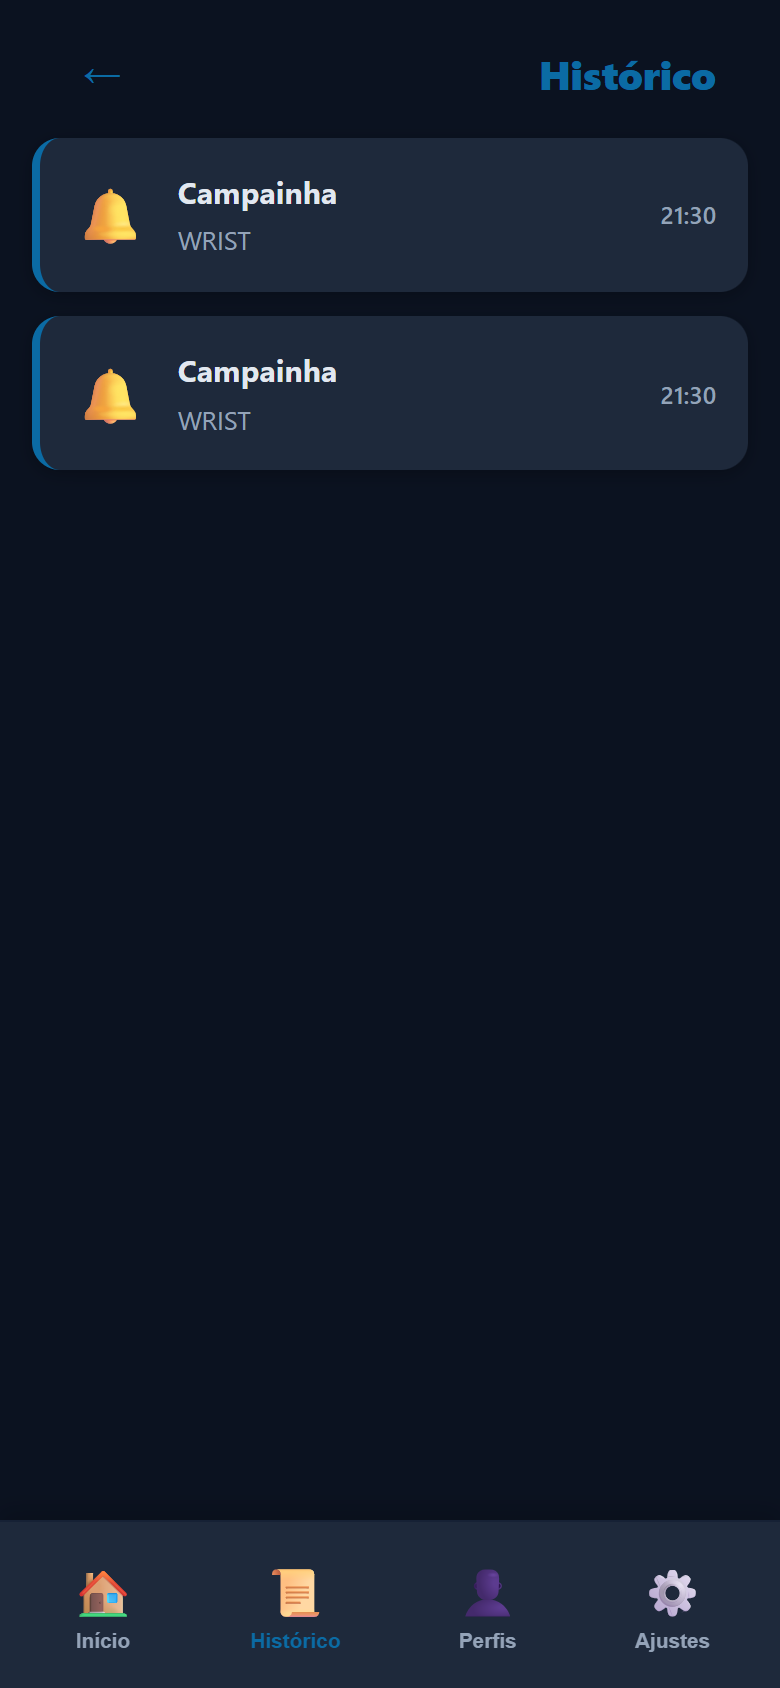 ← Histórico
Campainha
WRIST
21:30
Campainha
WRIST
21:30
Início
Histórico
Perfis
Ajustes